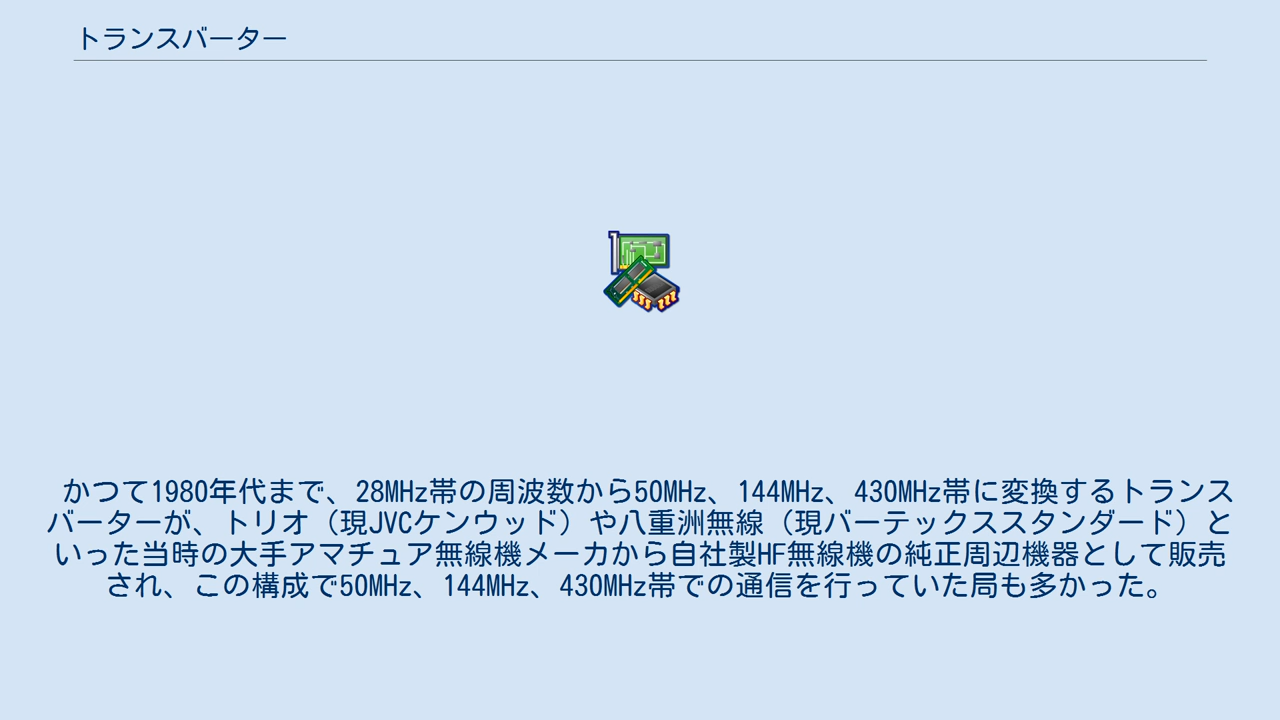 トランスバーター
かつて1980年代まで、28MHz帯の周波数から50MHz、144MHz、430MHz帯に変換するトランス
バーターが、トリオ（現JVCケンウッド）や八重洲無線（現バーテックススタンダード）と
いった当時の大手アマチュア無線機メーカから自社製HF無線機の純正周辺機器として販売
され、この構成で50MHz、144MHz、430MHz帯での通信を行っていた局も多かった。